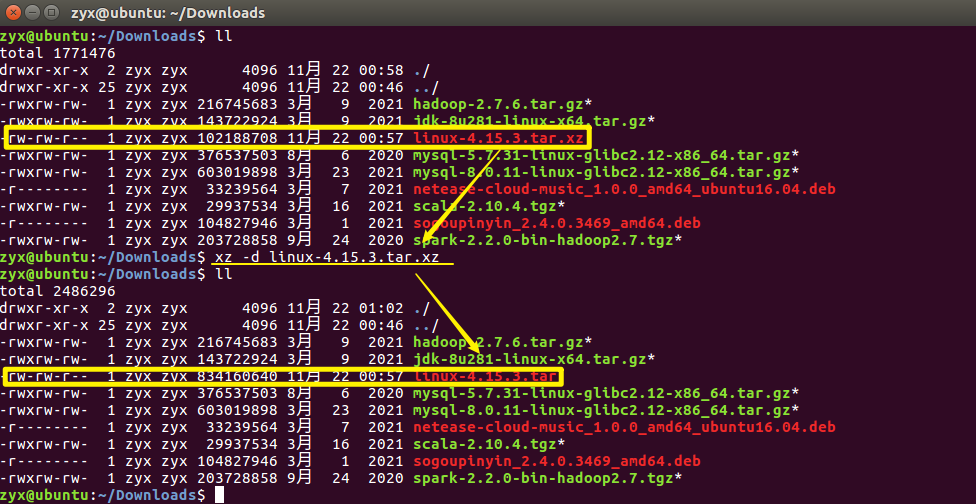 zyx@ubuntu: ~/Downloads
zyx@ubuntu:~/Downloads$ ll
total 1771476
drwxr-xr-x  2 zyx zyx      4096 11月 22 00:58 ./
drwxr-xr-x 25 zyx zyx      4096 11月 22 00:46 ../
-rwxrw-rw-  1 zyx zyx 216745683 3月   9  2021 hadoop-2.7.6.tar.gz*
-rwxrw-rw-  1 zyx zyx 143722924 3月   9  2021 jdk-8u281-linux-x64.tar.gz*
-rw-rw-r--  1 zyx zyx 102188708 11月 22 00:57 linux-4.15.3.tar.xz
-rwxrw-rw-  1 zyx zyx 376537503 8月   6  2020 mysql-5.7.31-linux-glibc2.12-x86_64.tar.gz*
-rwxrw-rw-  1 zyx zyx 603019898 3月  23  2021 mysql-8.0.11-linux-glibc2.12-x86_64.tar.gz*
-r--------  1 zyx zyx  33239564 3月   7  2021 netease-cloud-music_1.0.0_amd64_ubuntu16.04.deb
-rwxrw-rw-  1 zyx zyx  29937534 3月  16  2021 scala-2.10.4.tgz*
-r--------  1 zyx zyx 104827946 3月   1  2021 sogoupinyin_2.4.0.3469_amd64.deb
-rwxrw-rw-  1 zyx zyx 203728858 9月  24  2020 spark-2.2.0-bin-hadoop2.7.tgz*
zyx@ubuntu:~/Downloads$ xz -d linux-4.15.3.tar.xz
zyx@ubuntu:~/Downloads$ ll
total 2486296
drwxr-xr-x  2 zyx zyx      4096 11月 22 01:02 ./
drwxr-xr-x 25 zyx zyx      4096 11月 22 00:46 ../
-rwxrw-rw-  1 zyx zyx 216745683 3月   9  2021 hadoop-2.7.6.tar.gz*
-rwxrw-rw-  1 zyx zyx 143722924 3月   9  2021 jdk-8u281-linux-x64.tar.gz*
-rw-rw-r--  1 zyx zyx 834160640 11月 22 00:57 linux-4.15.3.tar
-rwxrw-rw-  1 zyx zyx 376537503 8月   6  2020 mysql-5.7.31-linux-glibc2.12-x86_64.tar.gz*
-rwxrw-rw-  1 zyx zyx 603019898 3月  23  2021 mysql-8.0.11-linux-glibc2.12-x86_64.tar.gz*
-r--------  1 zyx zyx  33239564 3月   7  2021 netease-cloud-music_1.0.0_amd64_ubuntu16.04.deb
-rwxrw-rw-  1 zyx zyx  29937534 3月  16  2021 scala-2.10.4.tgz*
-r--------  1 zyx zyx 104827946 3月   1  2021 sogoupinyin_2.4.0.3469_amd64.deb
-rwxrw-rw-  1 zyx zyx 203728858 9月  24  2020 spark-2.2.0-bin-hadoop2.7.tgz*
zyx@ubuntu:~/Downloads$